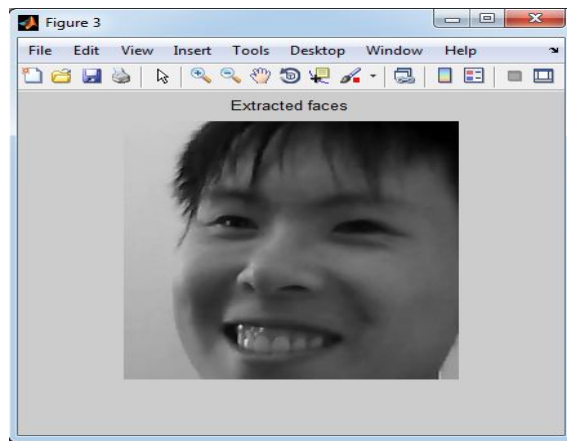 Figure 3
File Edit View Insert Tools Desktop Window Help
Extracted faces